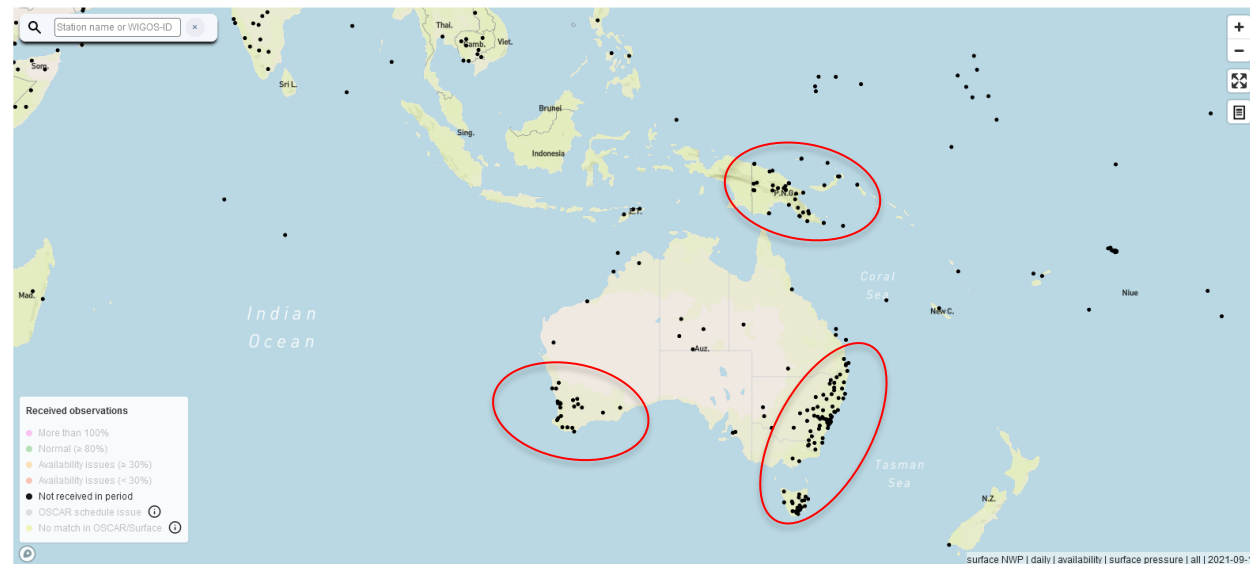 Station name or WIGOS-ID
×
+
−
Thai.
Viet.
Camb.
Som.
Sri L.
Brunei
Sing.
Indonesia
P.N.G.
E.T.
Coral
Sea
Mad.
Niue
New C.
Indian
Ocean
Auz.
Tasman
Sea
N.Z.
Received observations
More than 100%
Normal (≥ 80%)
Availability issues (≥ 30%)
Availability issues (< 30%)
Not received in period
OSCAR schedule issue
No match in OSCAR/Surface
surface NWP | daily | availability | surface pressure | all | 2021-09-1